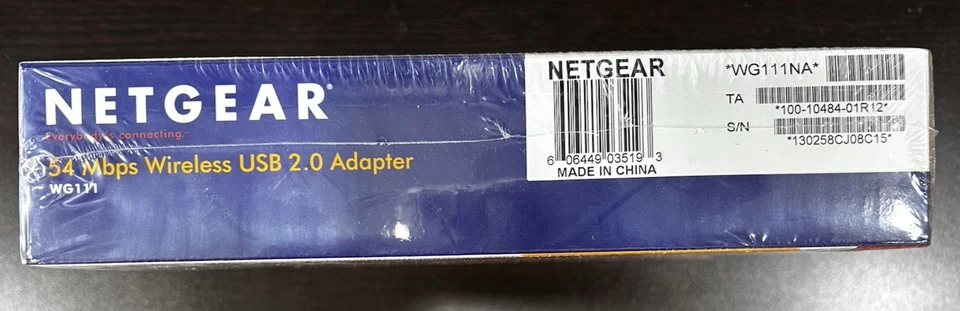 NETGEAR®
Everybody's connecting.™
54 Mbps Wireless USB 2.0 Adapter
WG111
NETGEAR
6 06449 03519 3
MADE IN CHINA
*WG111NA*
TA
*100-10484-01R12*
S/N
*130258CJ08C15*